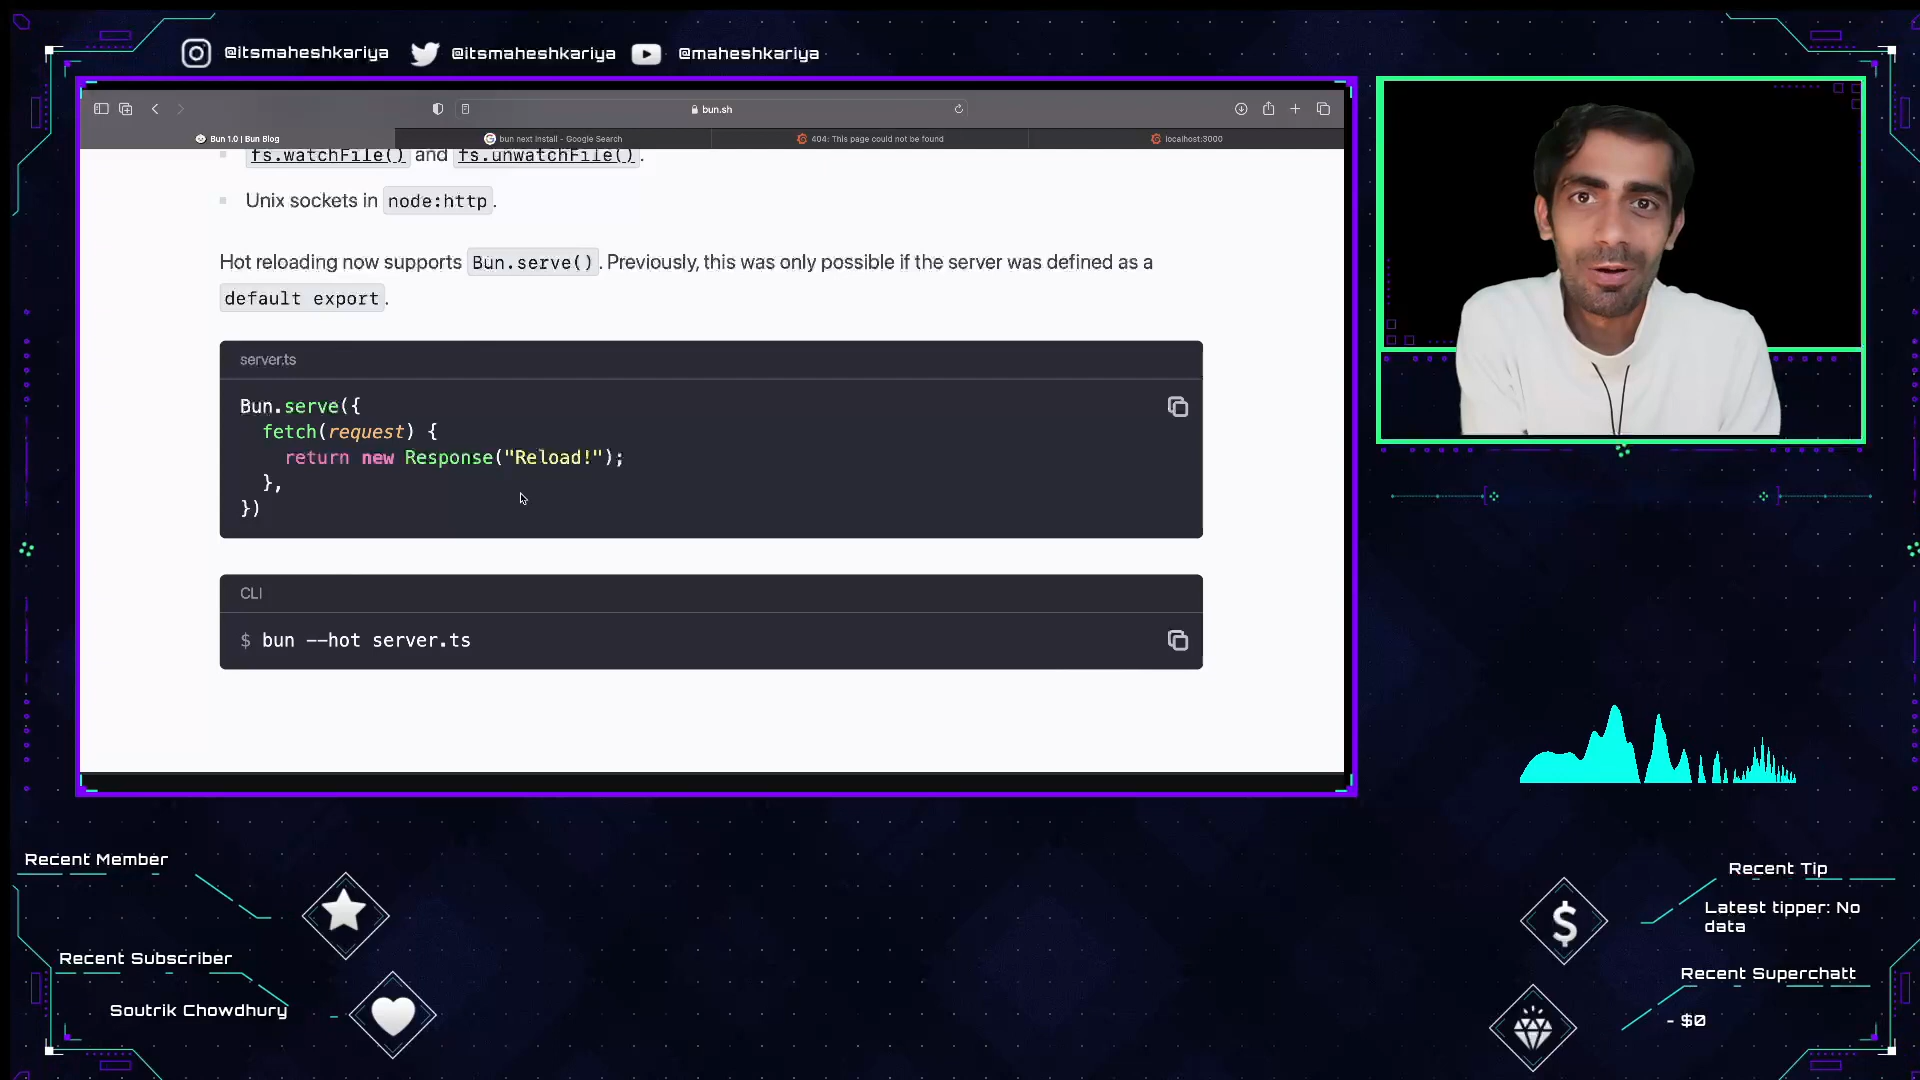 @itsmaheshkariya @itsmaheshkariya @maheshkariya
bun.sh
Bun 1.0 | Bun Blog
bun next install - Google Search
404: This page could not be found
localhost:3000
fs.watchFile() and fs.unwatchFile().
Unix sockets in node:http.
Hot reloading now supports Bun.serve(). Previously, this was only possible if the server was defined as a
default export.
server.ts
Bun.serve({
fetch(request) {
return new Response("Reload!");
},
})
CLI
$ bun --hot server.ts
Recent Member
Recent Subscriber
Soutrik Chowdhury
-
Recent Tip
Latest tipper: No
data
Recent Superchatt
- $0